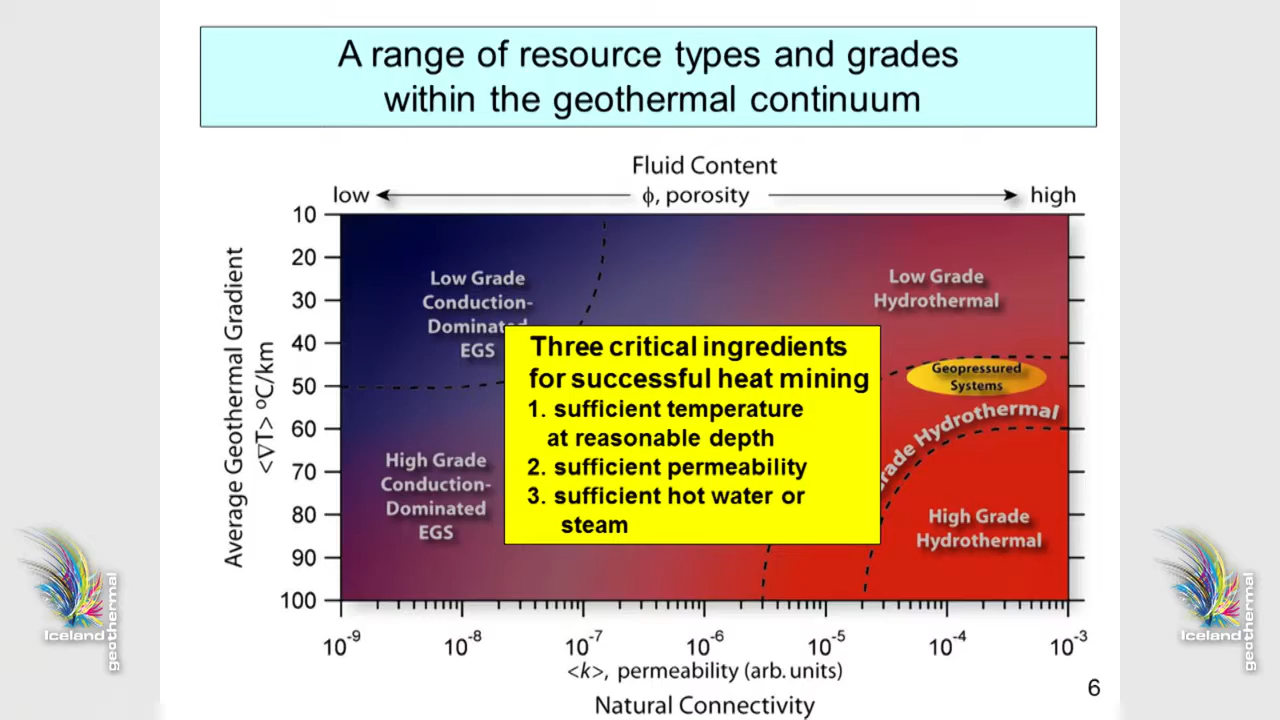 A range of resource types and grades
within the geothermal continuum
Fluid Content
low
ϕ, porosity
high
Average Geothermal Gradient
<∇T> ºC/km
10
20
30
40
50
60
70
80
90
100
Low Grade
Conduction-
Dominated
EGS
High Grade
Conduction-
Dominated
EGS
Three critical ingredients
for successful heat mining
1. sufficient temperature
at reasonable depth
2. sufficient permeability
3. sufficient hot water or
steam
Low Grade
Hydrothermal
Geopressured
Systems
Hydrothermal
High Grade
Hydrothermal
10-9
10-8
10-7
10-6
10-5
10-4
10-3
<k>, permeability (arb. units)
Natural Connectivity
6
Iceland
geothermal
Iceland
geothermal